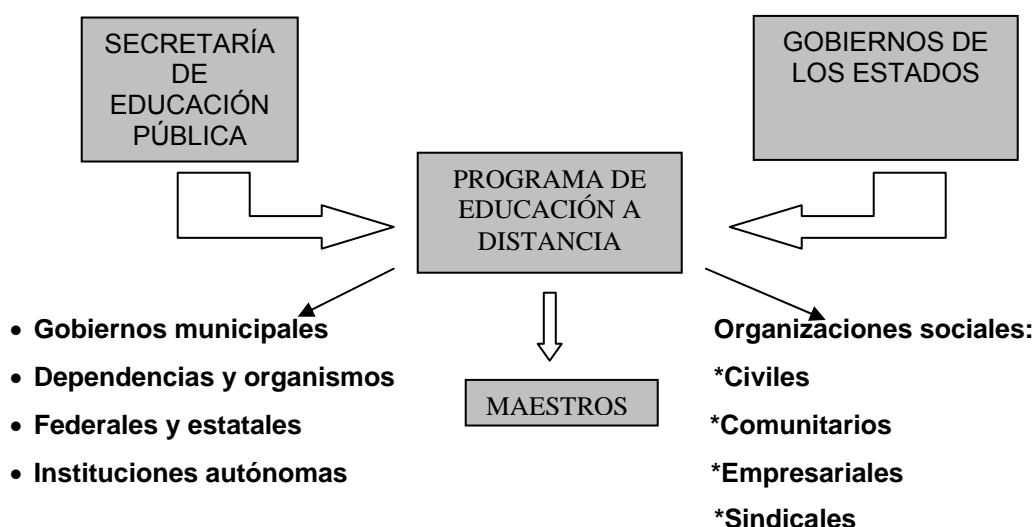 SECRETARÍA
DE
EDUCACIÓN
PÚBLICA
GOBIERNOS DE
LOS ESTADOS
PROGRAMA DE
EDUCACIÓN A
DISTANCIA
• Gobiernos municipales
• Dependencias y organismos
• Federales y estatales
• Instituciones autónomas
MAESTROS
Organizaciones sociales:
*Civiles
*Comunitarios
*Empresariales
*Sindicales